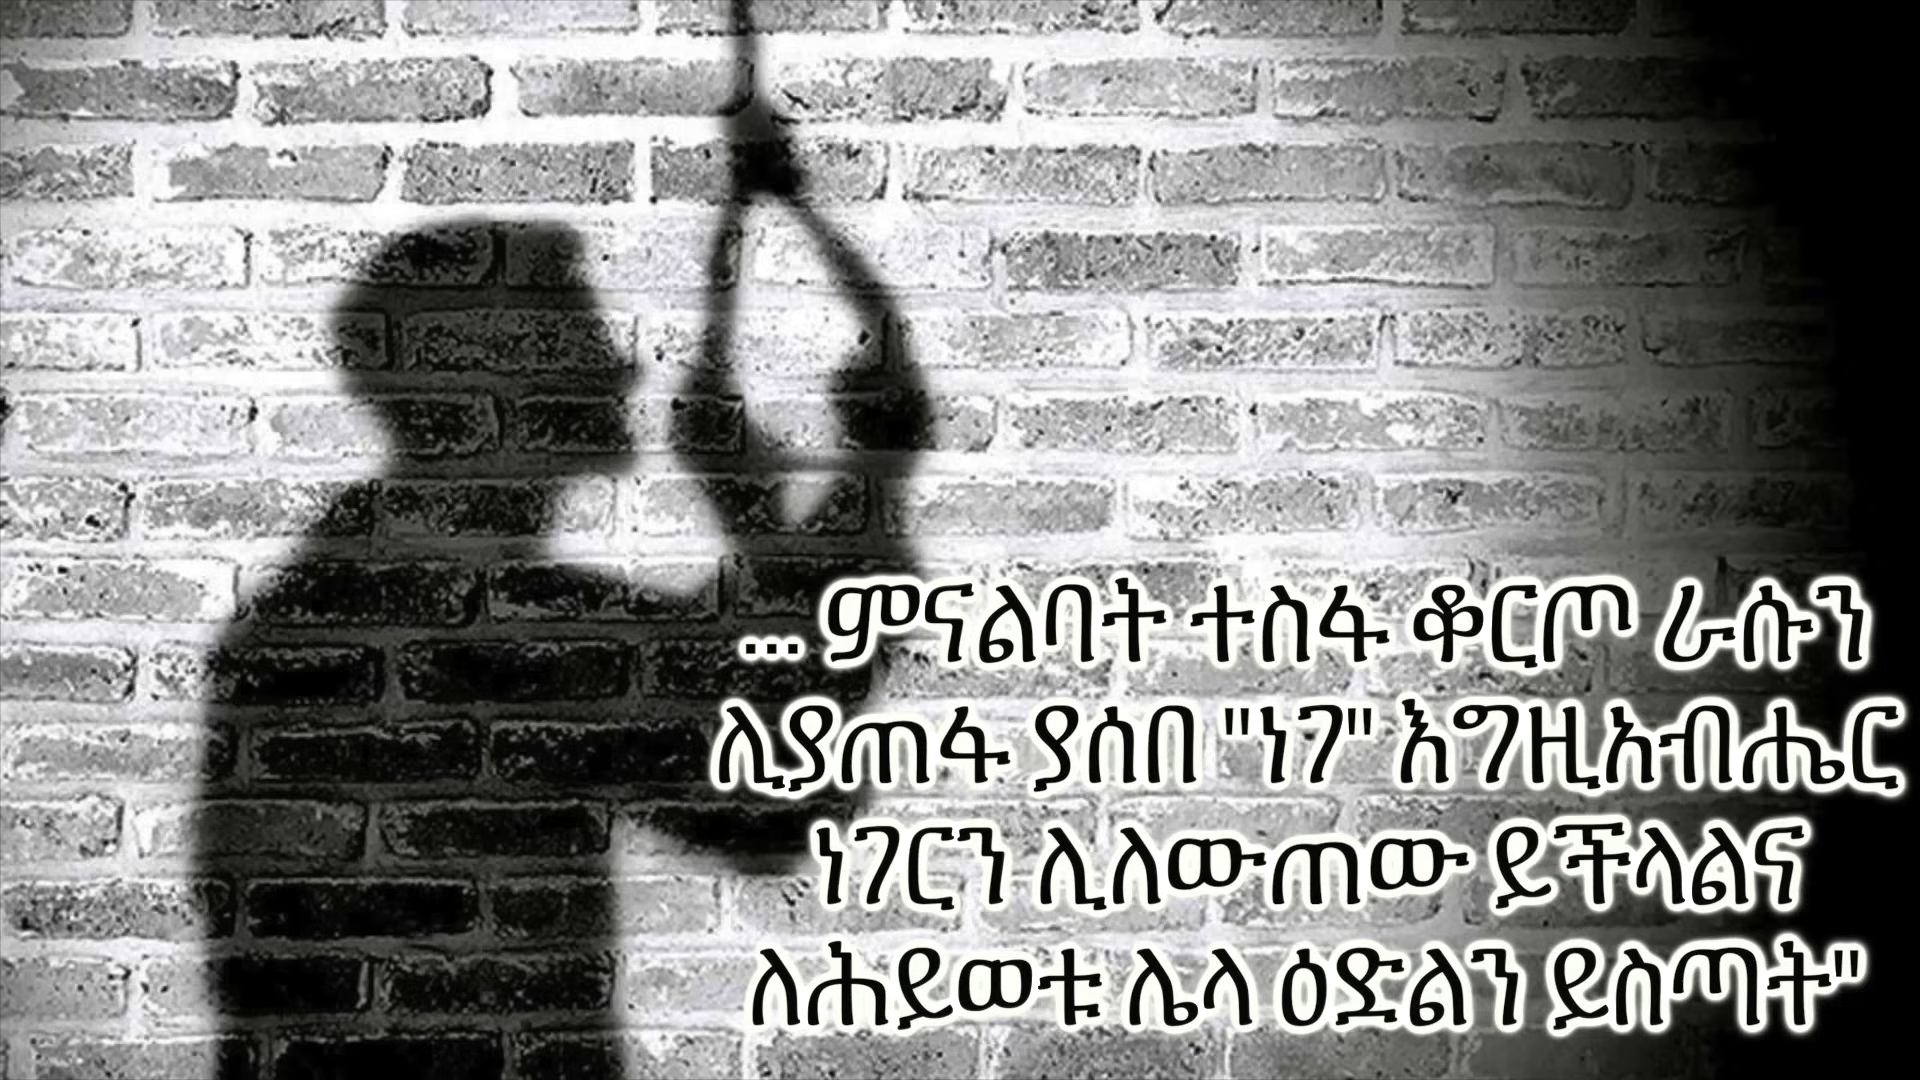 ... ምናልባት ተስፋ ቆርጦ ራሱን
ሊያጠፋ ያሰበ "ነገ" እግዚአብሔር
ነገርን ሊለውጠው ይችላልና
ለሕይወቱ ሌላ ዕድልን ይስጣት"